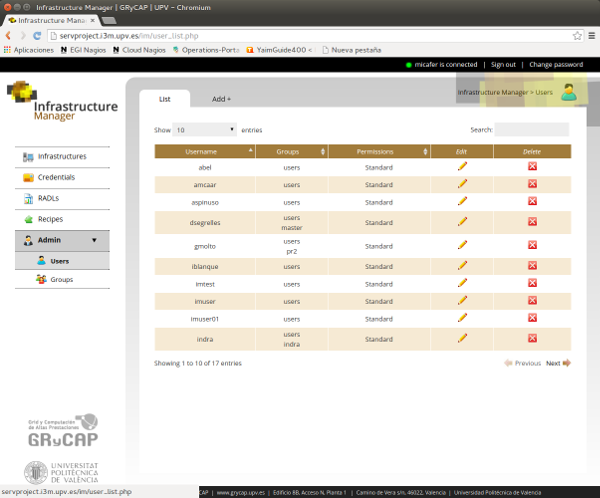 Infrastructure Manager | GRyCAP | UPV - Chromium
Infrastructure Mana
servproject.i3m.upv.es/im/user_list.php
Aplicaciones
EGI Nagios
Cloud Nagios
Operations-Porta
YaimGuide400 <
Nueva pestaña
micafer is connected | Sign out | Change password
Infrastructure
Manager
List
Add +
Infrastructure Manager > Users
Show 10 entries
Search:
Infrastructures
Credentials
RADLs
Recipes
Admin
Users
Groups
Username Groups Permissions Edit Delete
abel users Standard
amcaar users Standard
aspinuso users Standard
dsegrelles users master Standard
gmolto users pr2 Standard
iblanque users Standard
imtest users Standard
imuser users Standard
imuser01 users Standard
indra users indra Standard
Showing 1 to 10 of 17 entries
Previous Next
Grid y Computación
de Altas Prestaciones
GRyCAP
UNIVERSITAT
POLITÈCNICA
DE VALÈNCIA
servproject.i3m.upv.es/im/user_list.php
CAP | www.grycap.upv.es | Edificio 8B, Acceso N, Planta 1 | Camino de Vera s/n, 46022, Valencia | Universidad Politécnica de Valencia